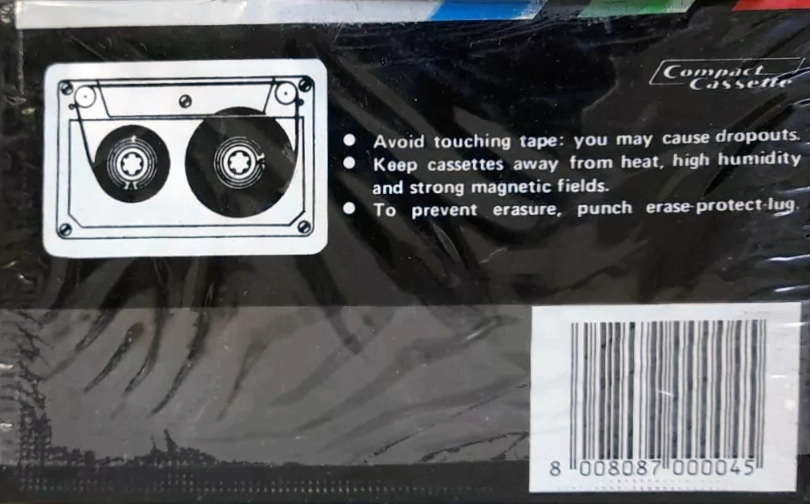 Compact
Cassette
● Avoid touching tape: you may cause dropouts.
● Keep cassettes away from heat, high humidity
and strong magnetic fields.
● To prevent erasure, punch erase-protect-lug.
8 008087 000045